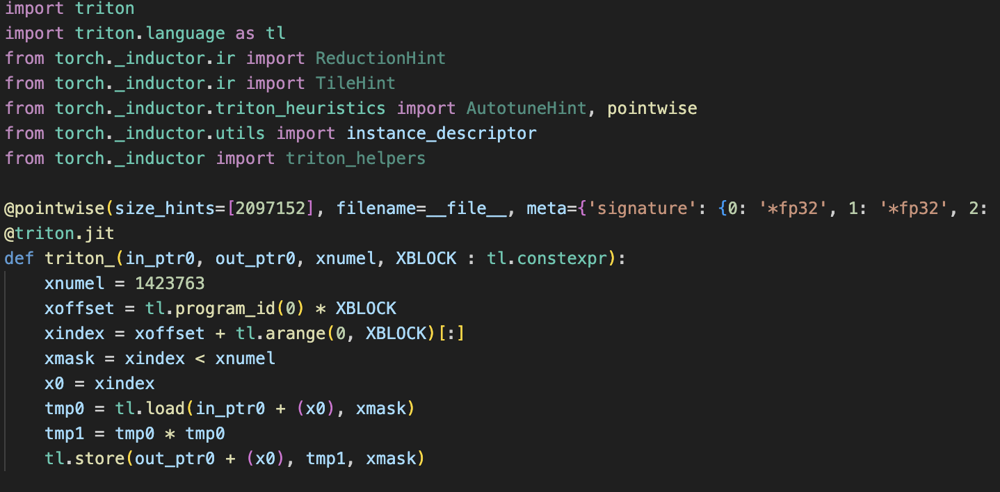 import triton
import triton.language as tl
from torch._inductor.ir import ReductionHint
from torch._inductor.ir import TileHint
from torch._inductor.triton_heuristics import AutotuneHint, pointwise
from torch._inductor.utils import instance_descriptor
from torch._inductor import triton_helpers

@pointwise(size_hints=[2097152], filename=__file__, meta={'signature': {0: '*fp32', 1: '*fp32', 2:
@triton.jit
def triton_(in_ptr0, out_ptr0, xnumel, XBLOCK : tl.constexpr):
    xnumel = 1423763
    xoffset = tl.program_id(0) * XBLOCK
    xindex = xoffset + tl.arange(0, XBLOCK)[:]
    xmask = xindex < xnumel
    x0 = xindex
    tmp0 = tl.load(in_ptr0 + (x0), xmask)
    tmp1 = tmp0 * tmp0
    tl.store(out_ptr0 + (x0), tmp1, xmask)